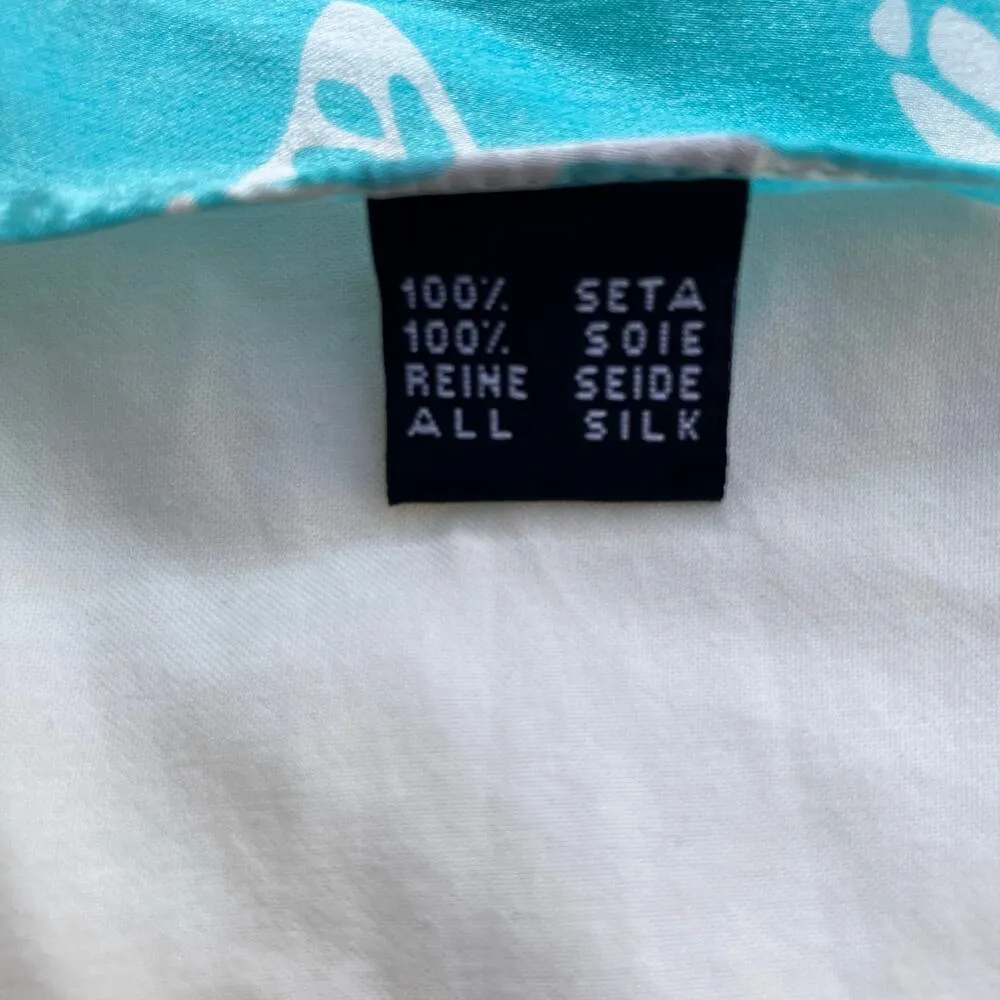 100% SETA
100% SOIE
REINE SEIDE
ALL SILK